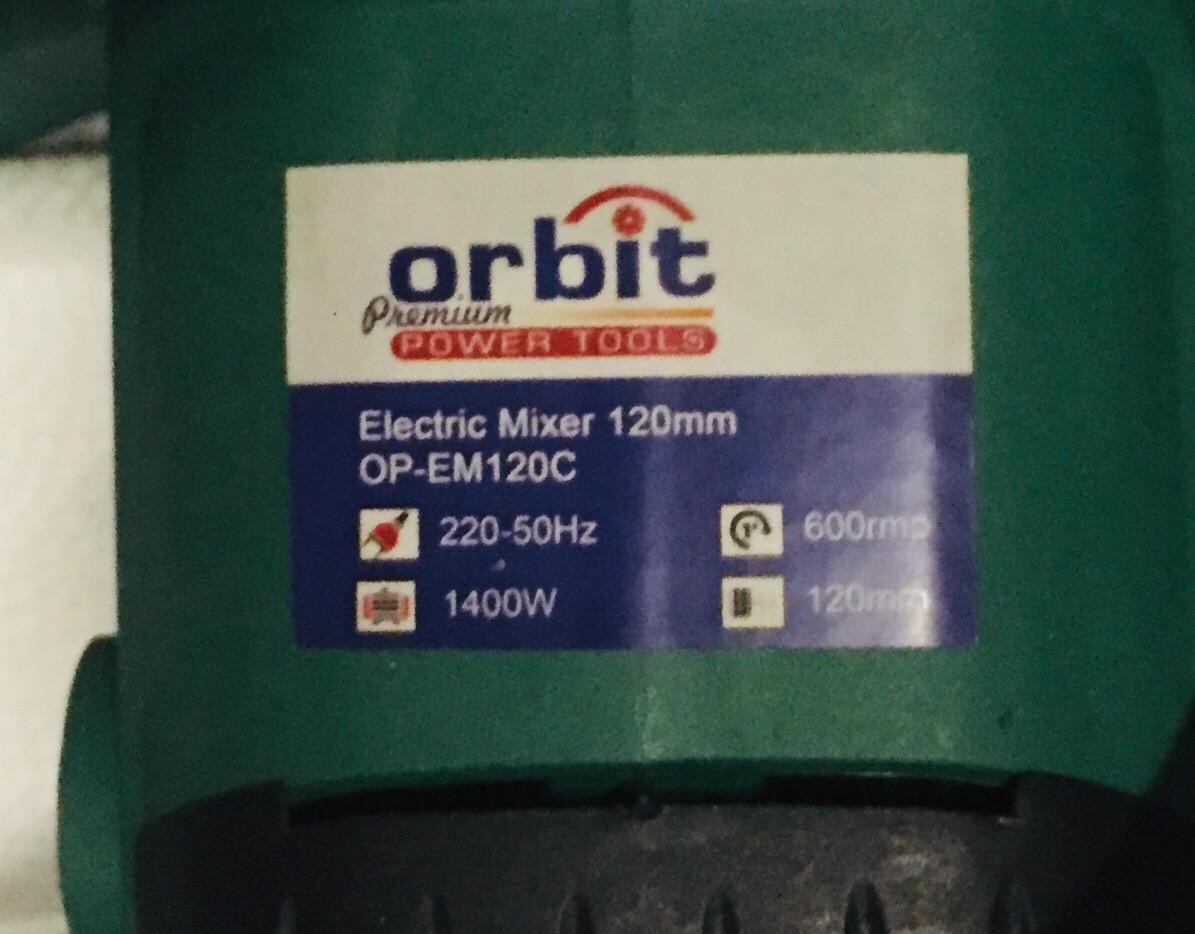 orbit
Premium
POWER TOOLS
Electric Mixer 120mm
OP-EM120C
220-50Hz
600rmp
1400W
120mm